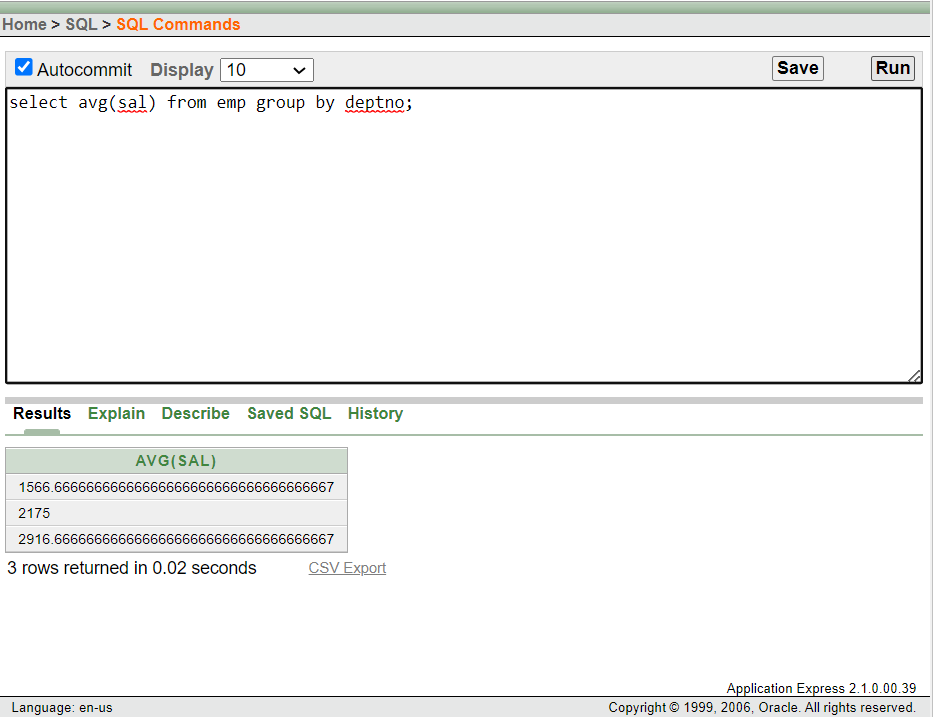 Home > SQL > SQL Commands
Autocommit Display 10 Save Run
select avg(sal) from emp group by deptno;
Results Explain Describe Saved SQL History
AVG(SAL)
1566.66666666666666666666666666666666667
2175
2916.66666666666666666666666666666666667
3 rows returned in 0.02 seconds CSV Export
Application Express 2.1.0.00.39
Language: en-us Copyright © 1999, 2006, Oracle. All rights reserved.